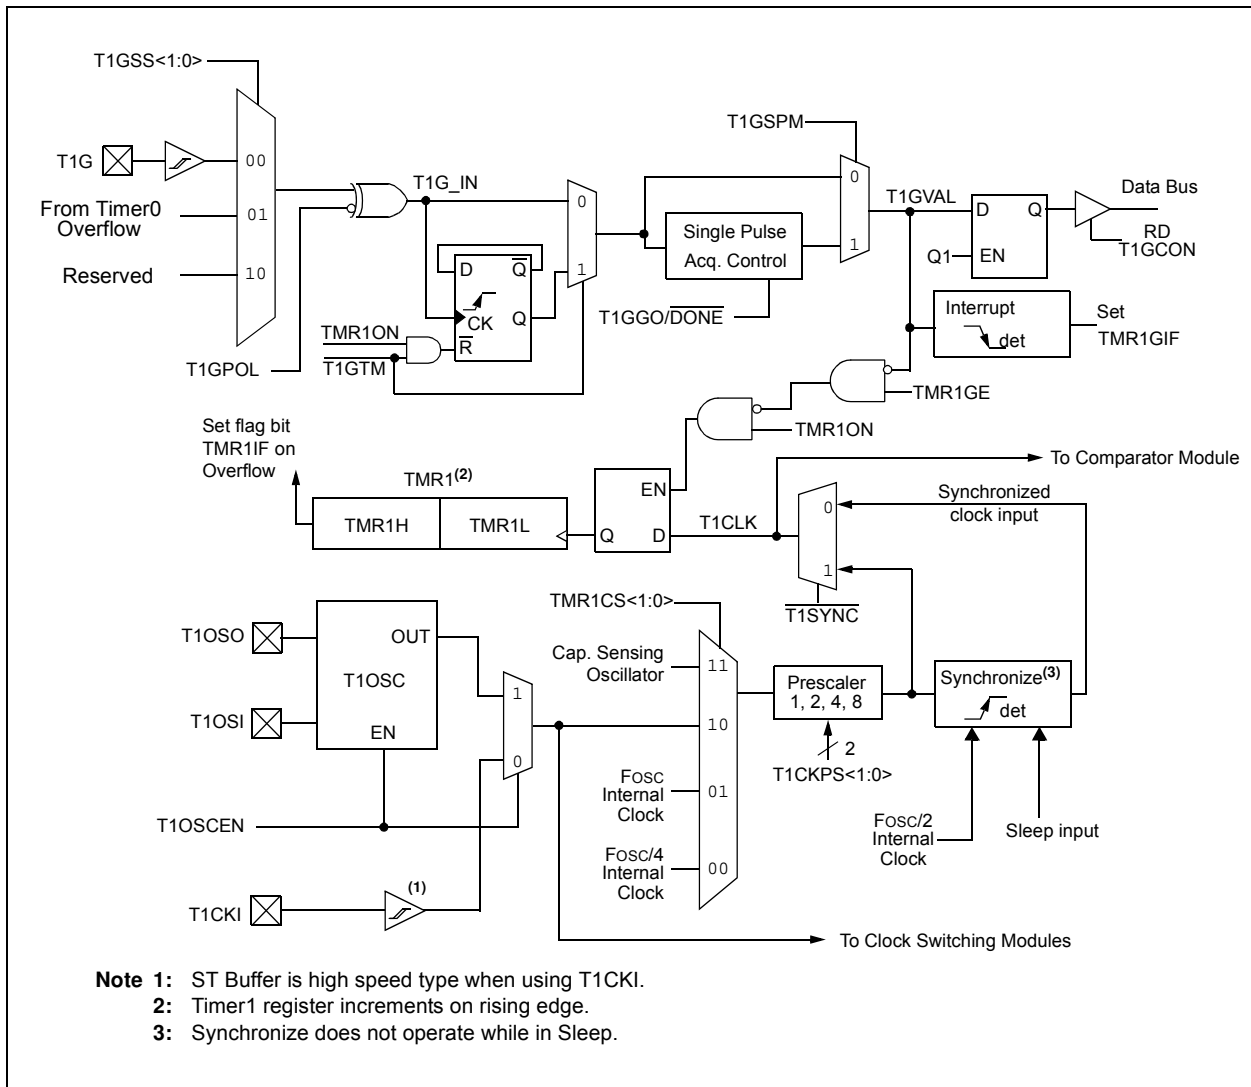 T1GSS<1:0>
T1G
00
From Timer0
Overflow
01
Reserved
10
T1GPOL
T1G_IN
0
1
D
Q̅
CK
Q
R̅
TMR1ON
T1GTM
T1GSPM
0
1
Single Pulse
Acq. Control
T1GGO/D̅O̅N̅E̅
T1GVAL
D
Q
Q1
EN
Data Bus
RD
T1GCON
Interrupt
det
Set
TMR1GIF
TMR1GE
TMR1ON
Set flag bit
TMR1IF on
Overflow
TMR1(2)
TMR1H
TMR1L
EN
Q
D
T1CLK
To Comparator Module
Synchronized
clock input
0
1
T̅1̅S̅Y̅N̅C̅
T1OSO
T1OSI
OUT
T1OSC
EN
1
0
T1OSCEN
T1CKI
(1)
TMR1CS<1:0>
Cap. Sensing
Oscillator
11
10
FOSC
Internal
Clock
01
FOSC/4
Internal
Clock
00
Prescaler
1, 2, 4, 8
2
T1CKPS<1:0>
Synchronize(3)
det
FOSC/2
Internal
Clock
Sleep input
To Clock Switching Modules
Note 1: ST Buffer is high speed type when using T1CKI.
2: Timer1 register increments on rising edge.
3: Synchronize does not operate while in Sleep.